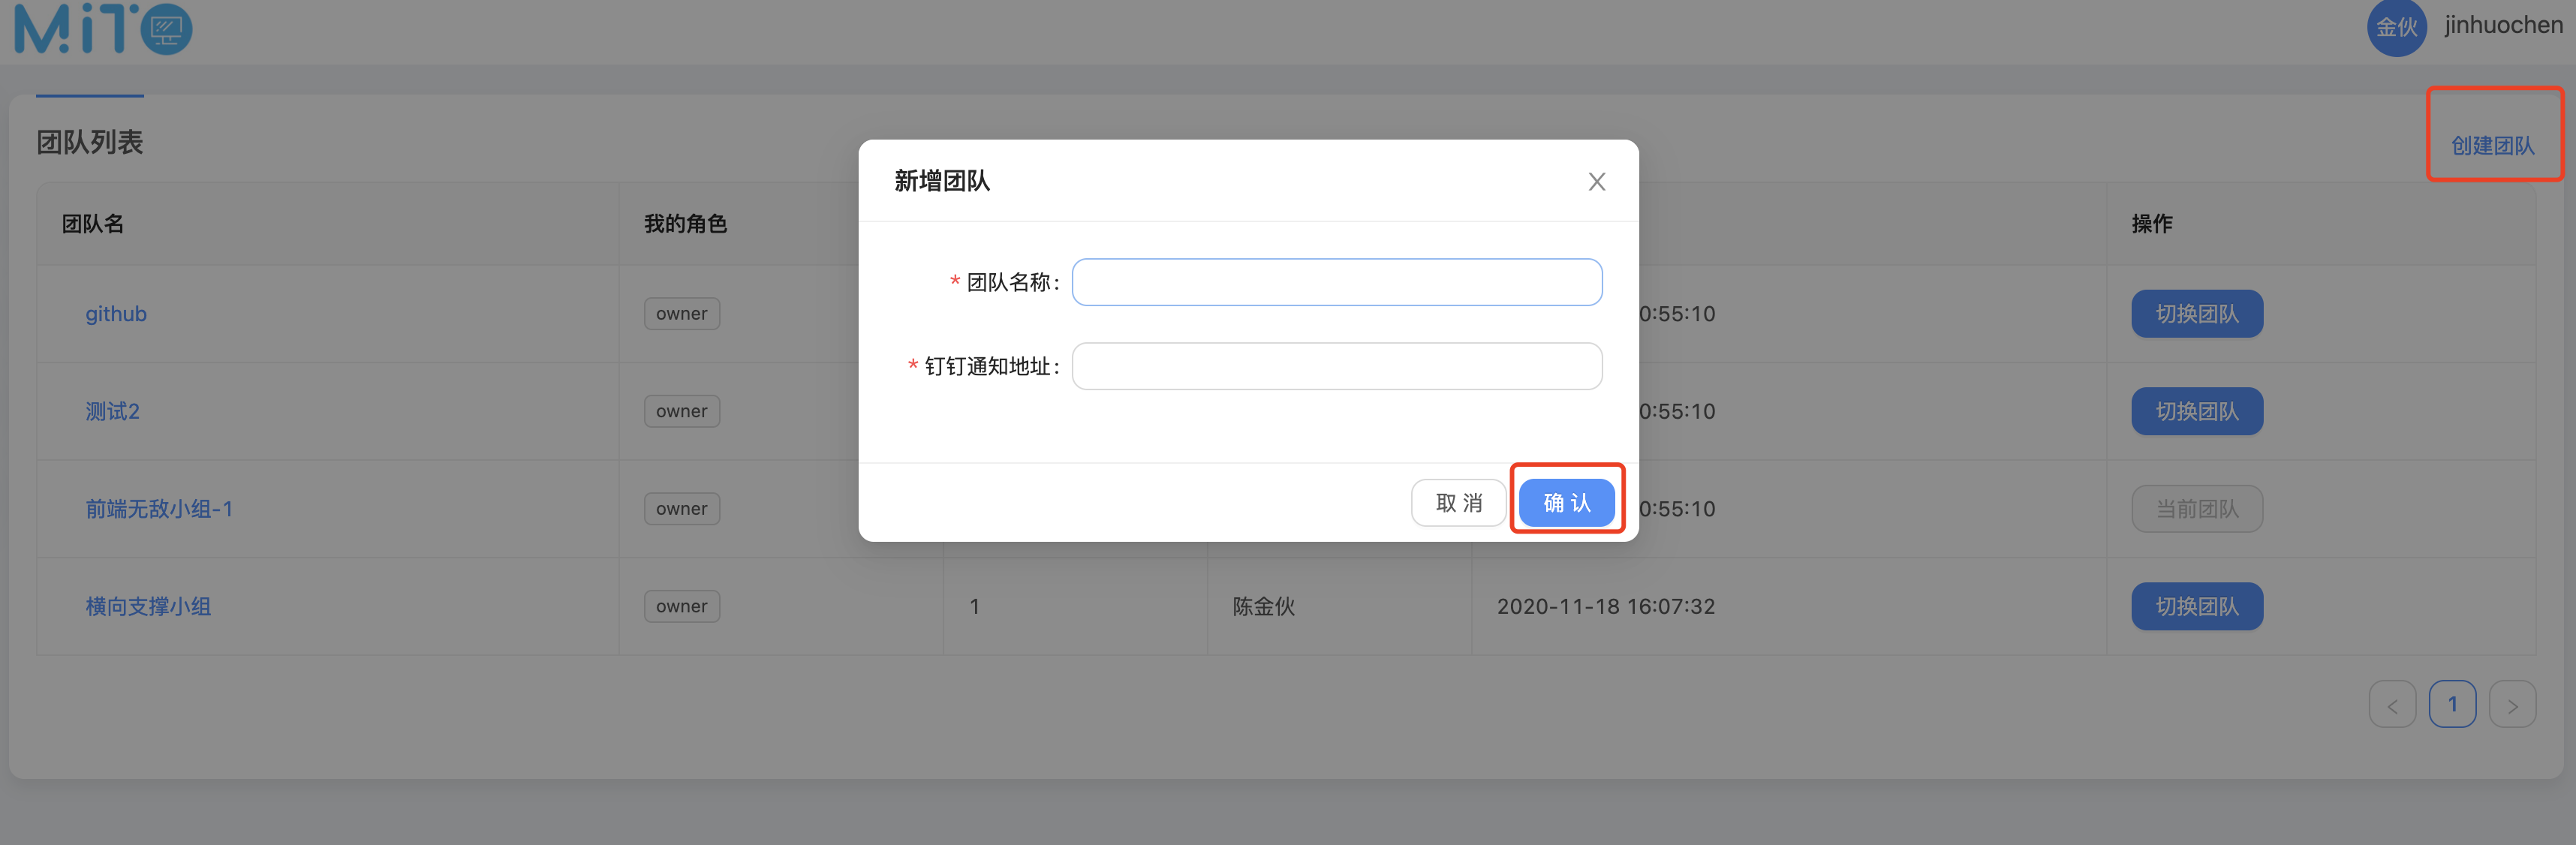 MiTO
金伙 jinhuochen
团队列表
创建团队
新增团队
团队名 我的角色 操作
* 团队名称:
github owner 0:55:10 切换团队
* 钉钉通知地址:
测试2 owner 0:55:10 切换团队
取 消 确 认
前端无敌小组-1 owner 0:55:10 当前团队
横向支撑小组 owner 1 陈金伙 2020-11-18 16:07:32 切换团队
< 1 >